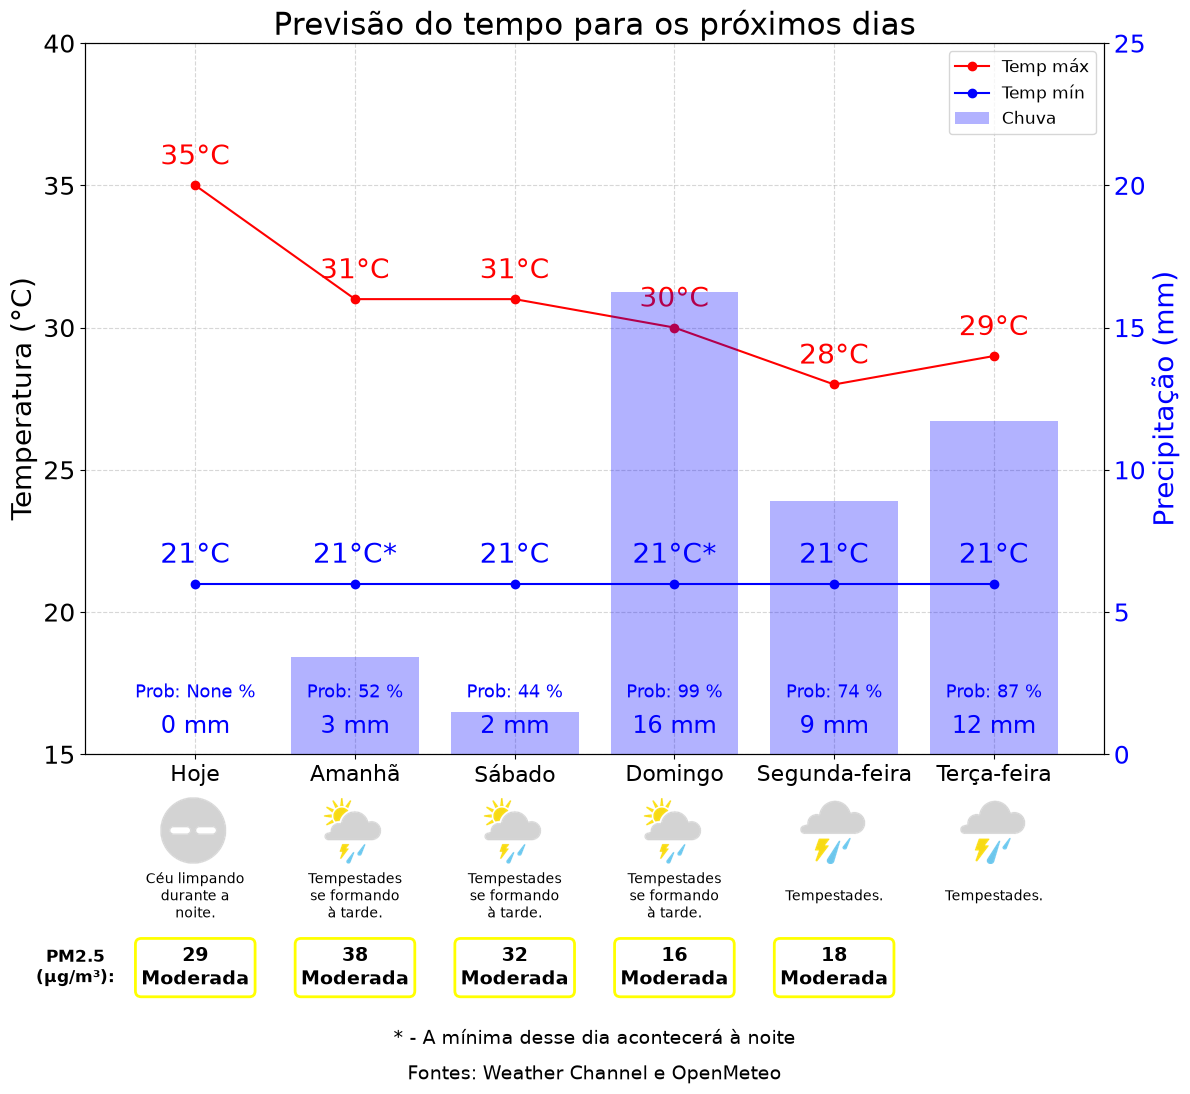 Previsão do tempo para os próximos dias
40
35
30
25
20
15
Temperatura (°C)
25
20
15
10
5
0
Precipitação (mm)
Temp máx
Temp mín
Chuva
35°C
31°C
31°C
30°C
28°C
29°C
21°C
21°C*
21°C
21°C*
21°C
21°C
Prob: None %
Prob: 52 %
Prob: 44 %
Prob: 99 %
Prob: 74 %
Prob: 87 %
0 mm
3 mm
2 mm
16 mm
9 mm
12 mm
Hoje
Amanhã
Sábado
Domingo
Segunda-feira
Terça-feira
Céu limpando
durante a
noite.
Tempestades
se formando
à tarde.
Tempestades
se formando
à tarde.
Tempestades
se formando
à tarde.
Tempestades.
Tempestades.
PM2.5
(µg/m³):
29
Moderada
38
Moderada
32
Moderada
16
Moderada
18
Moderada
* - A mínima desse dia acontecerá à noite
Fontes: Weather Channel e OpenMeteo